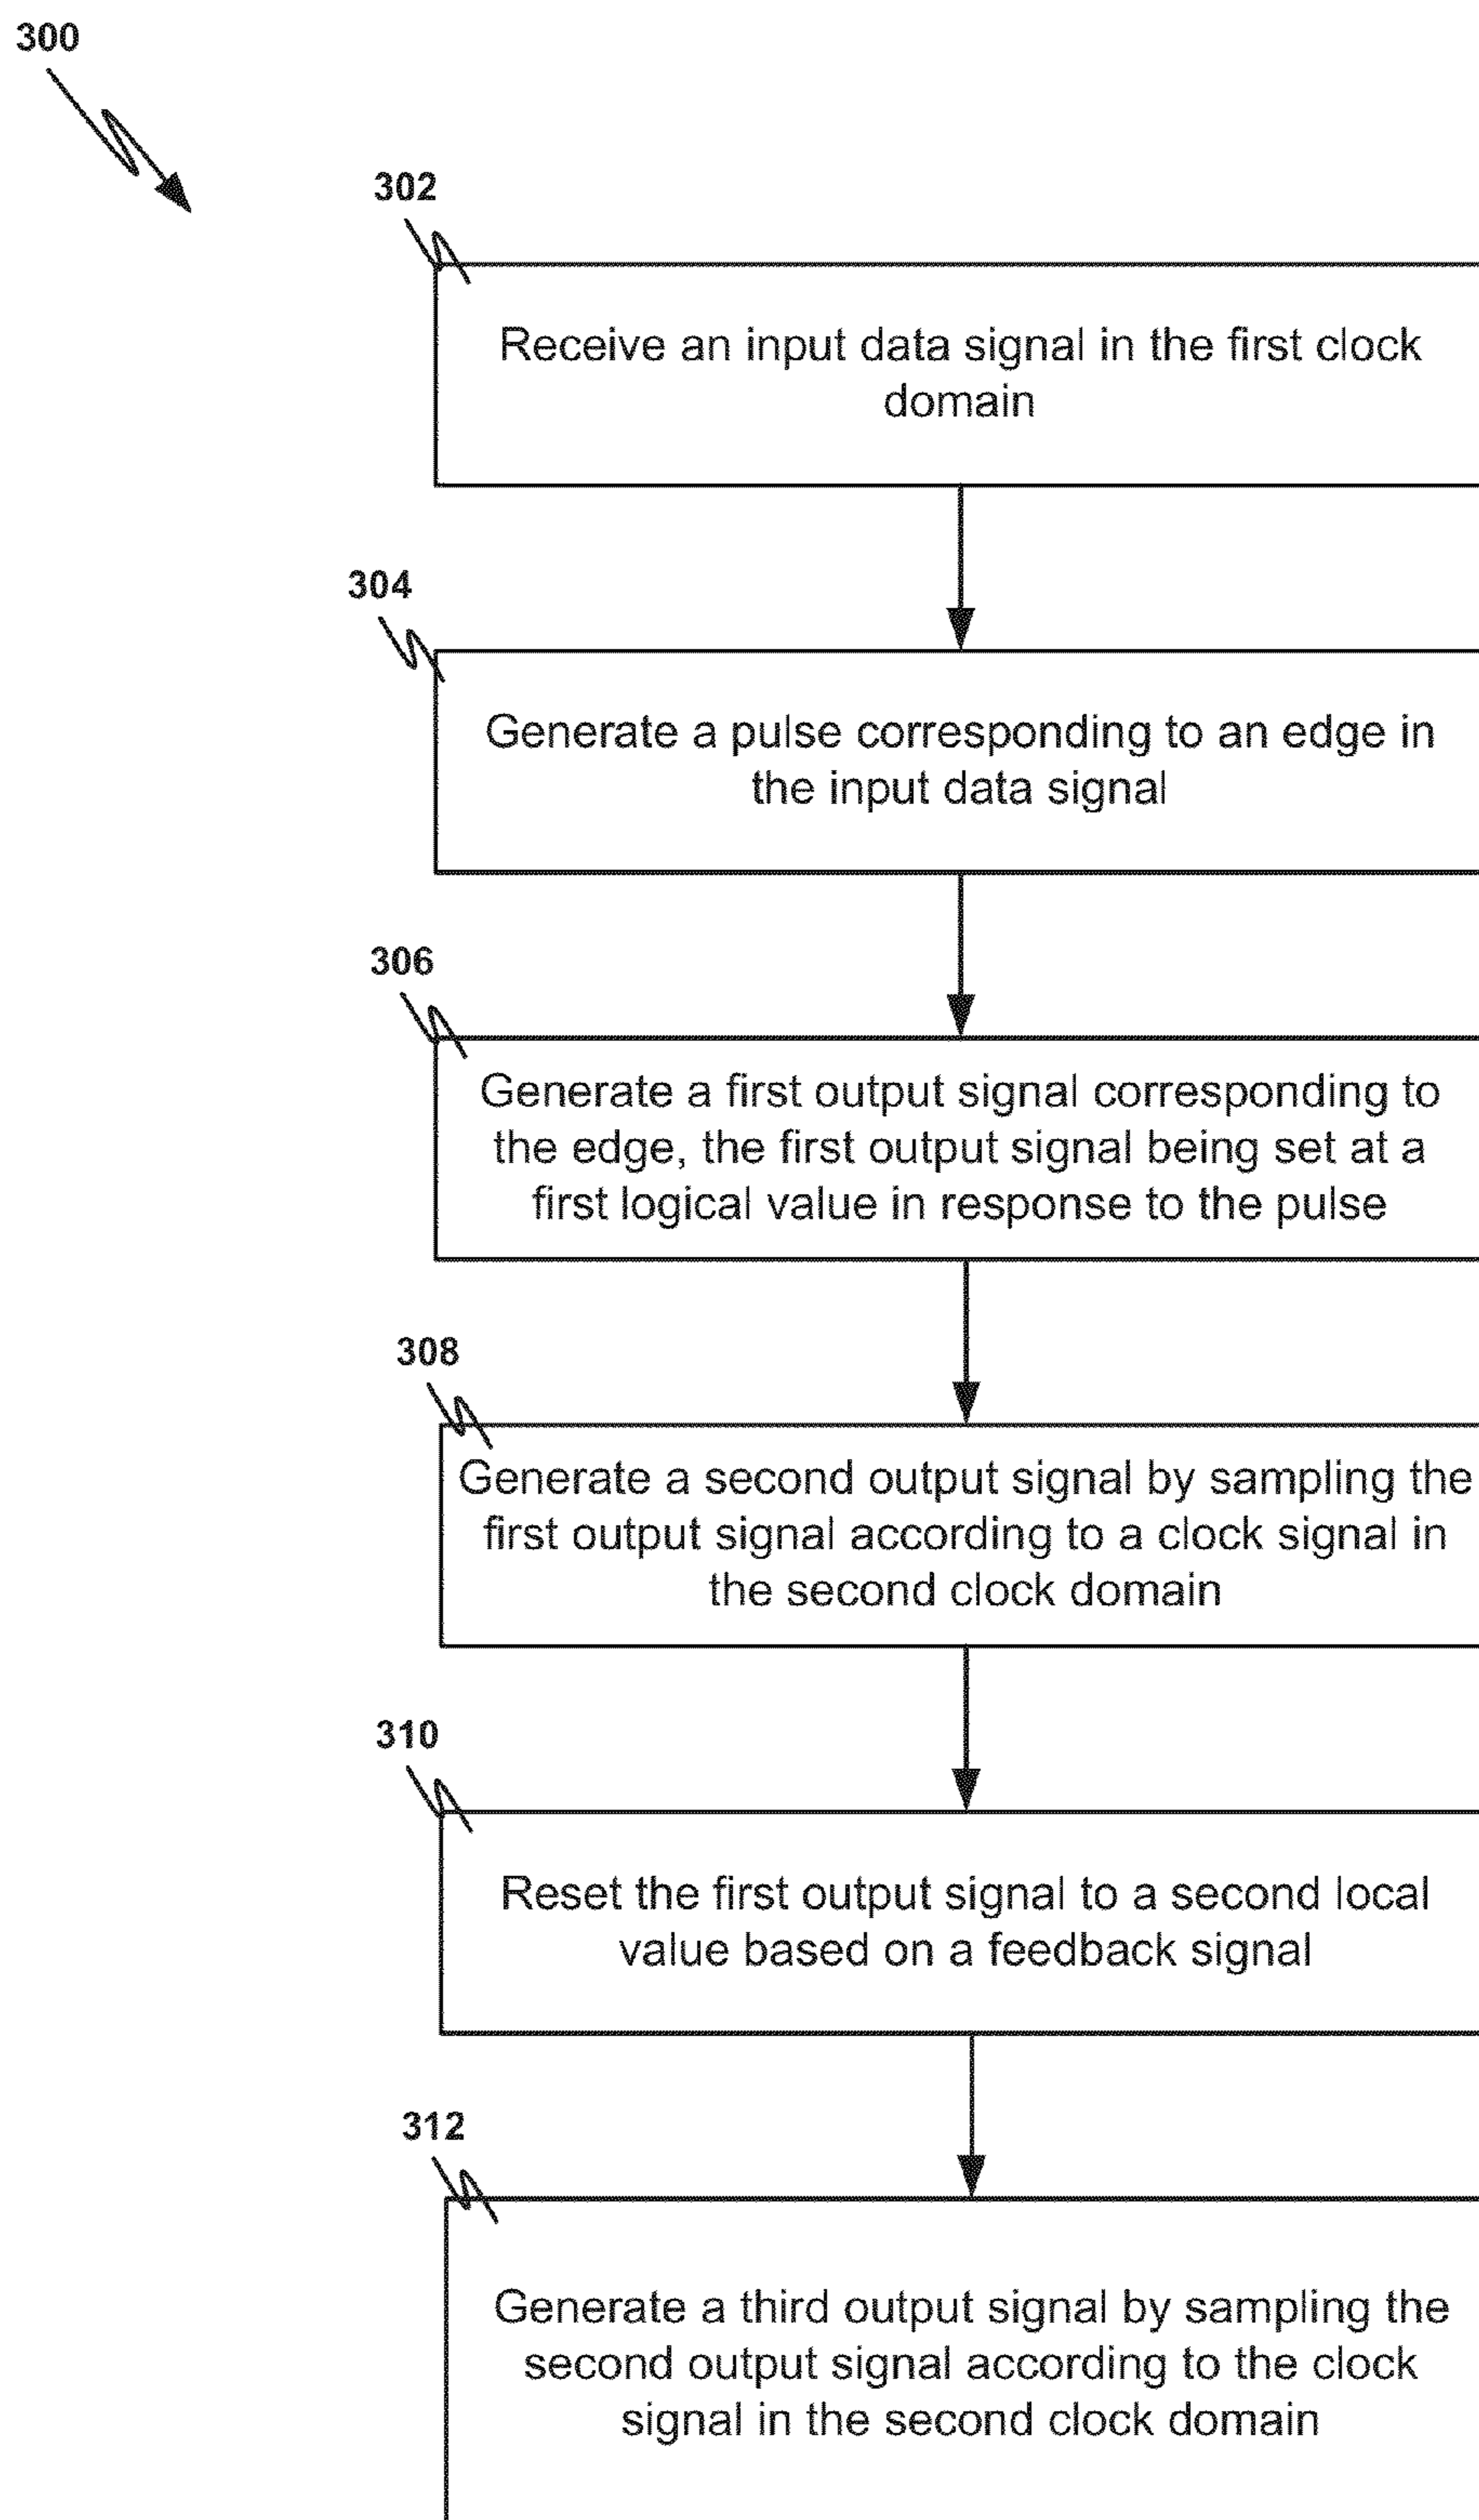 300
302
Receive an input data signal in the first clock
domain
304
Generate a pulse corresponding to an edge in
the input data signal
306
Generate a first output signal corresponding to
the edge, the first output signal being set at a
first logical value in response to the pulse
308
Generate a second output signal by sampling the
first output signal according to a clock signal in
the second clock domain
310
Reset the first output signal to a second local
value based on a feedback signal
312
Generate a third output signal by sampling the
second output signal according to the clock
signal in the second clock domain